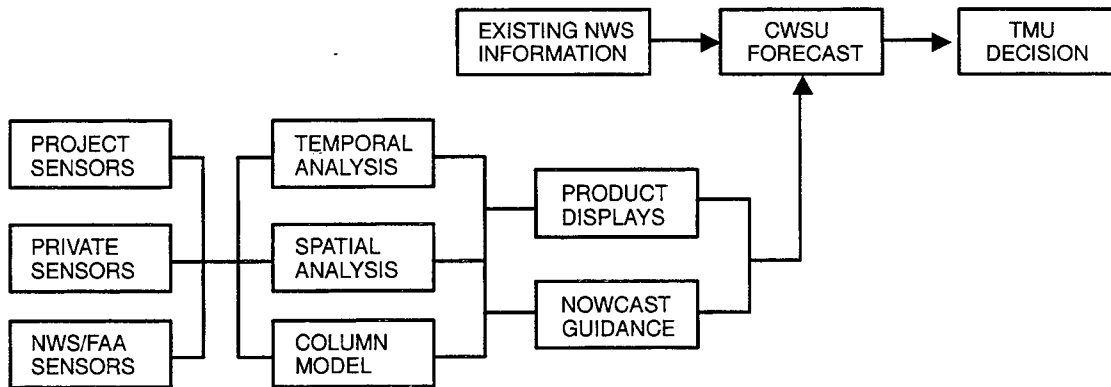 EXISTING NWS
INFORMATION
CWSU
FORECAST
TMU
DECISION
PROJECT
SENSORS
TEMPORAL
ANALYSIS
PRODUCT
DISPLAYS
PRIVATE
SENSORS
SPATIAL
ANALYSIS
NOWCAST
GUIDANCE
NWS/FAA
SENSORS
COLUMN
MODEL